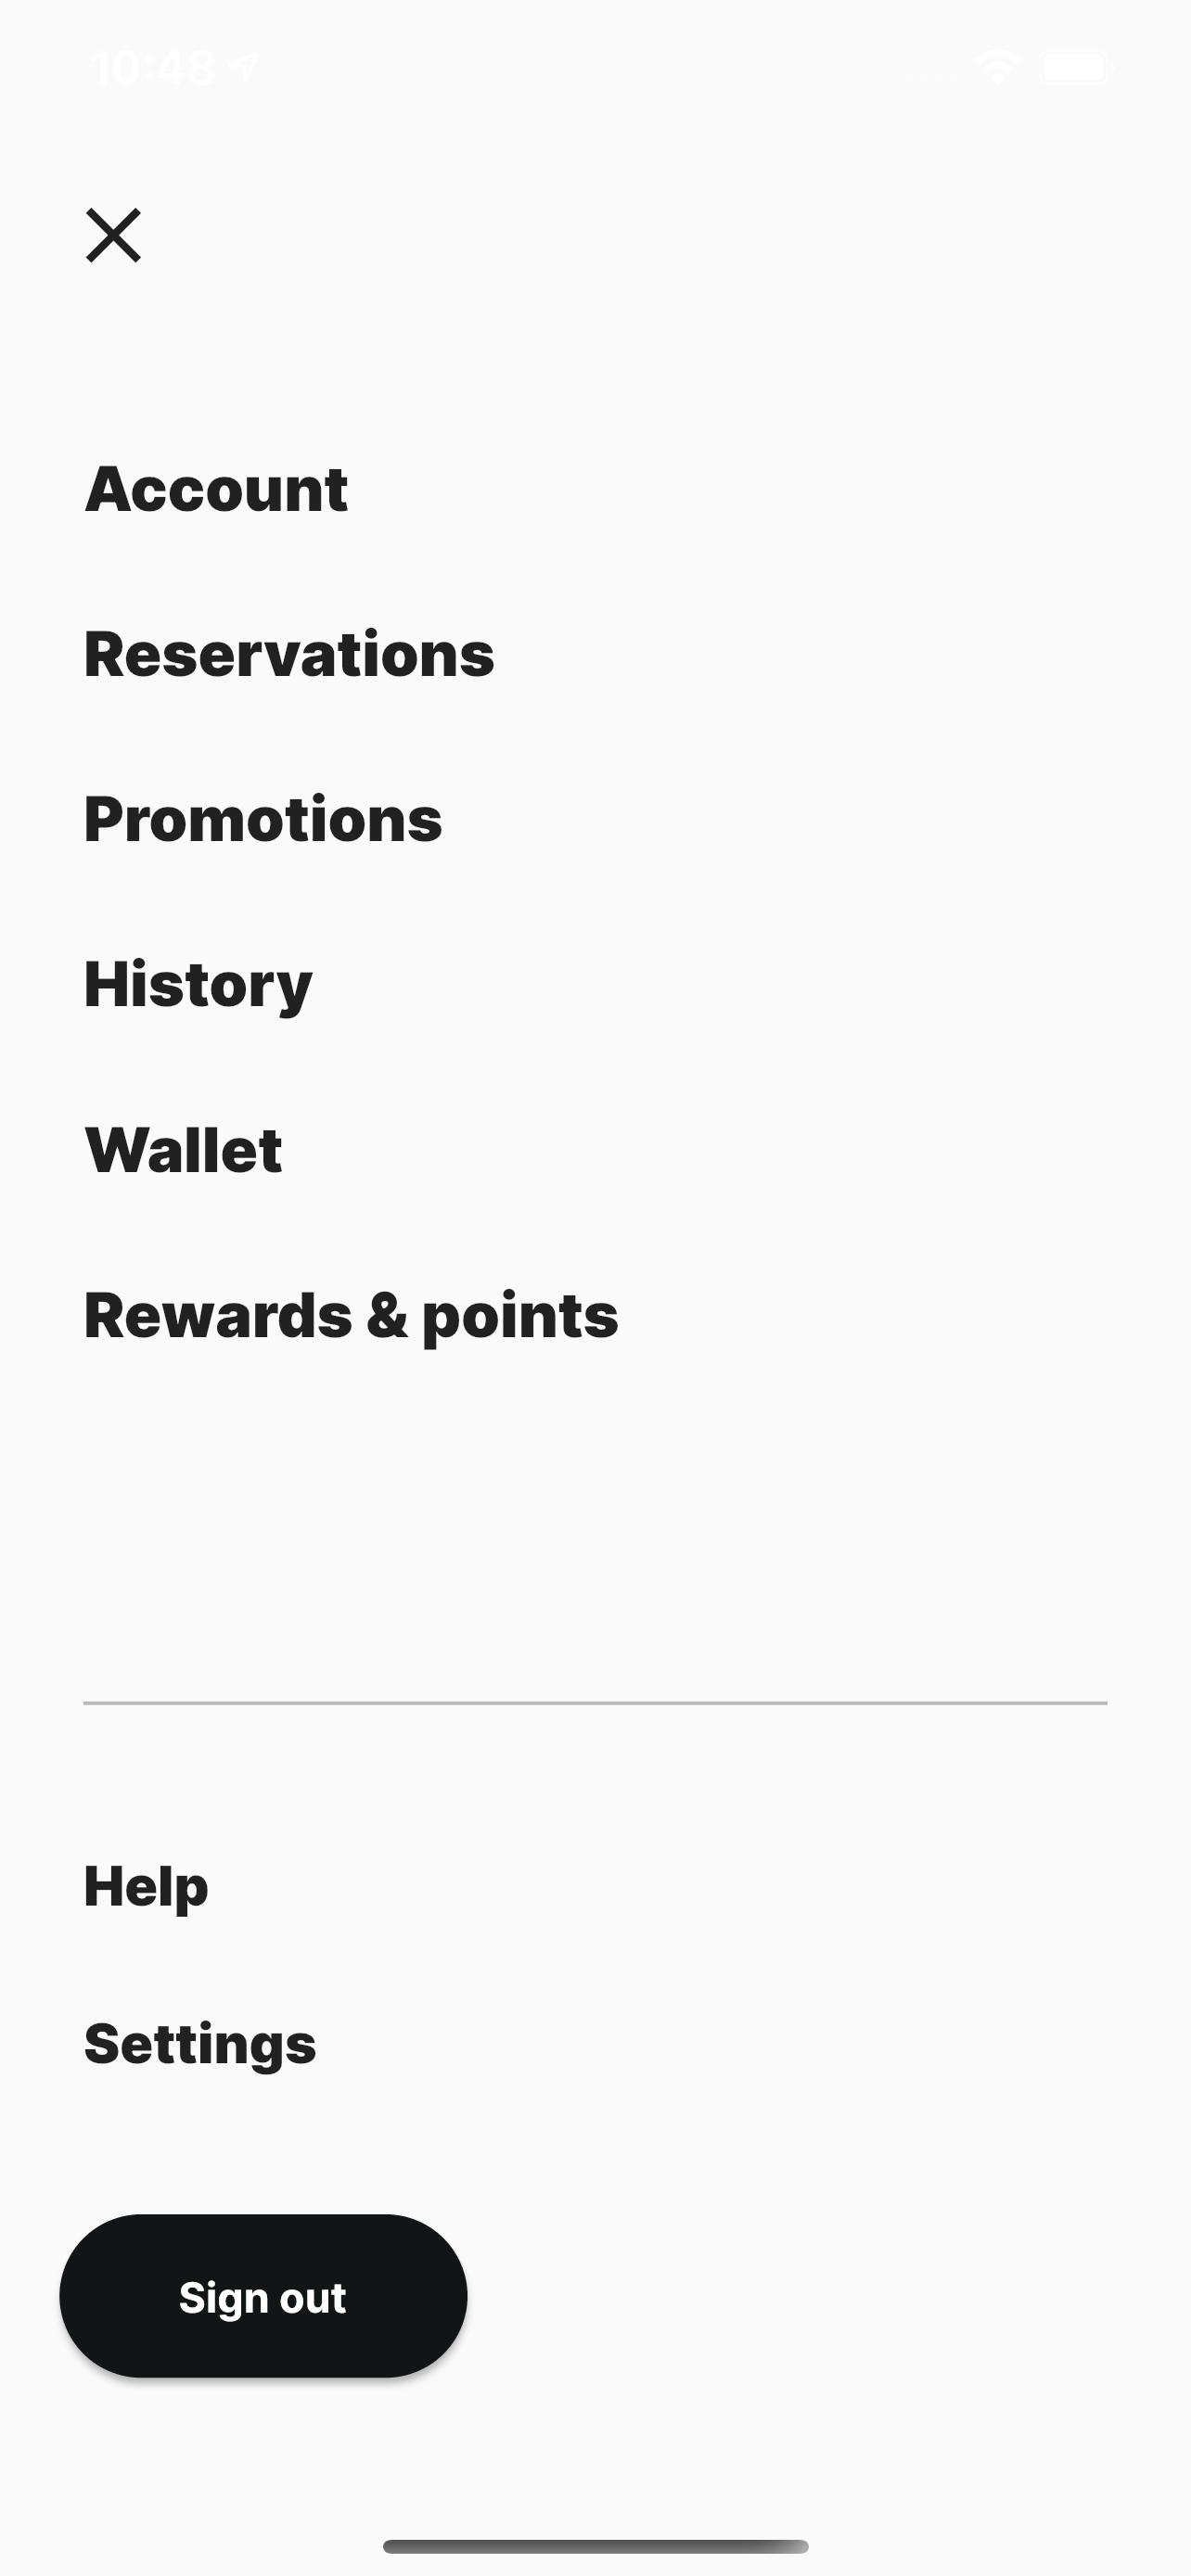 10:48
Account
Reservations
Promotions
History
Wallet
Rewards & points
Help
Settings
Sign out